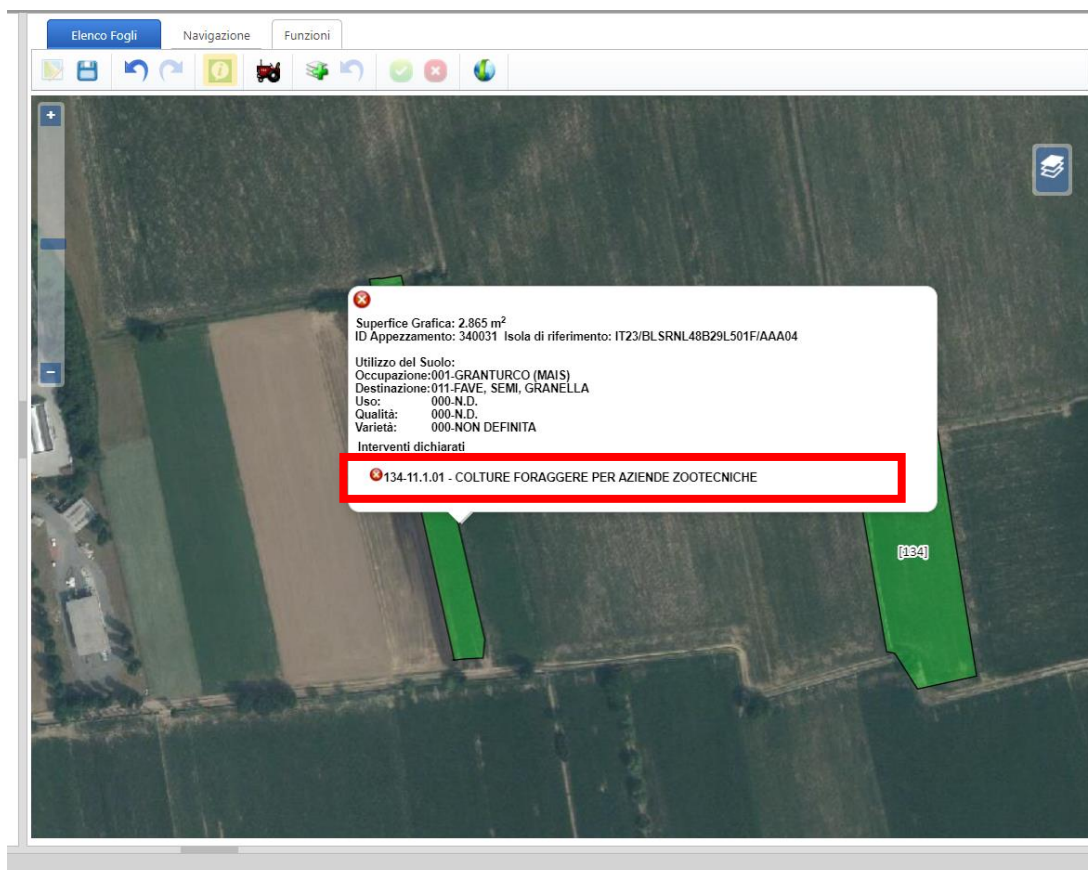 Elenco Fogli Navigazione Funzioni
+
Superfice Grafica: 2.865 m²
ID Appezzamento: 340031 Isola di riferimento: IT23/BLSRNL48B29L501F/AAA04
Utilizzo del Suolo:
Occupazione:001-GRANTURCO (MAIS)
Destinazione:011-FAVE, SEMI, GRANELLA
Uso: 000-N.D.
Qualitá: 000-N.D.
Varietá: 000-NON DEFINITA
Interventi dichiarati
134-11.1.01 - COLTURE FORAGGERE PER AZIENDE ZOOTECNICHE
[134]
-